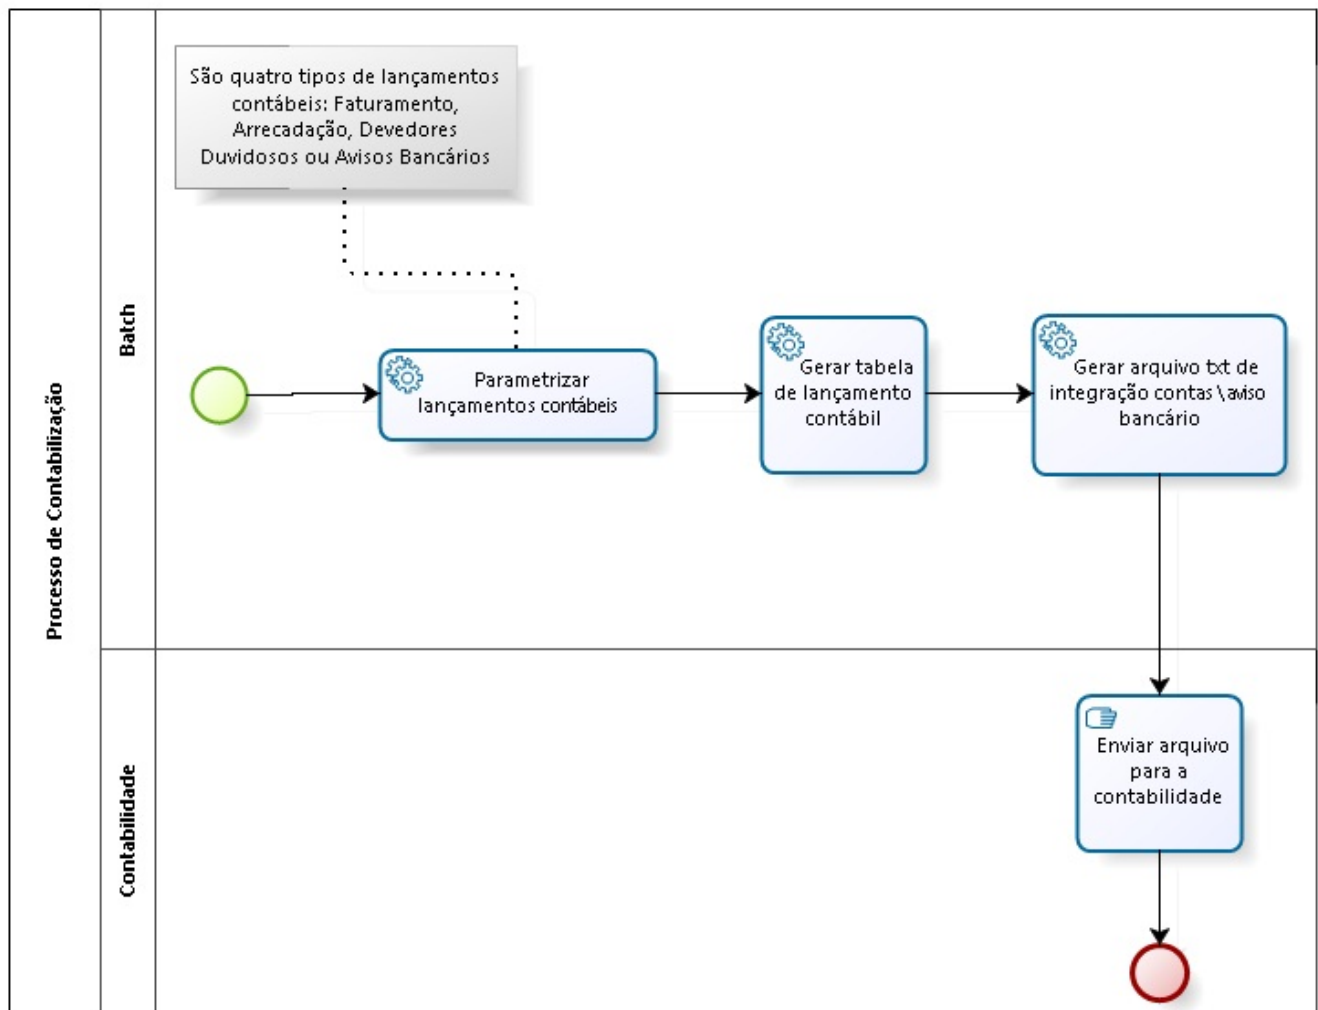 Processo de Contabilização
Batch
São quatro tipos de lançamentos
contábeis: Faturamento,
Arrecadação, Devedores
Duvidosos ou Avisos Bancários
Parametrizar
lançamentos contábeis
Gerar tabela
de lançamento
contábil
Gerar arquivo txt de
integração contas\aviso
bancário
Contabilidade
Enviar arquivo
para a
contabilidade